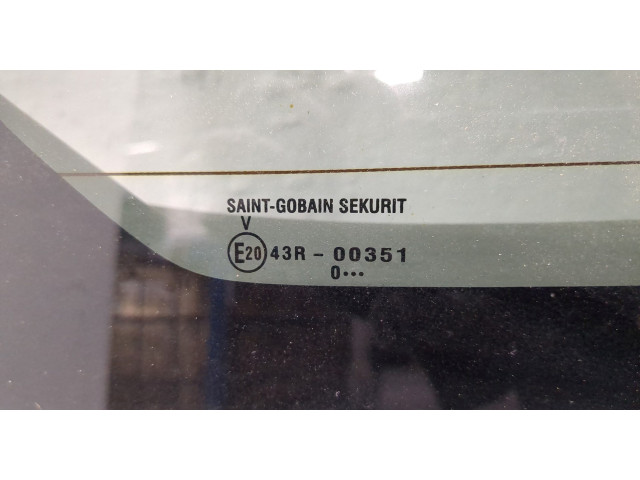 SAINT-GOBAIN SEKURIT
V
E20 43R - 00351
0•••